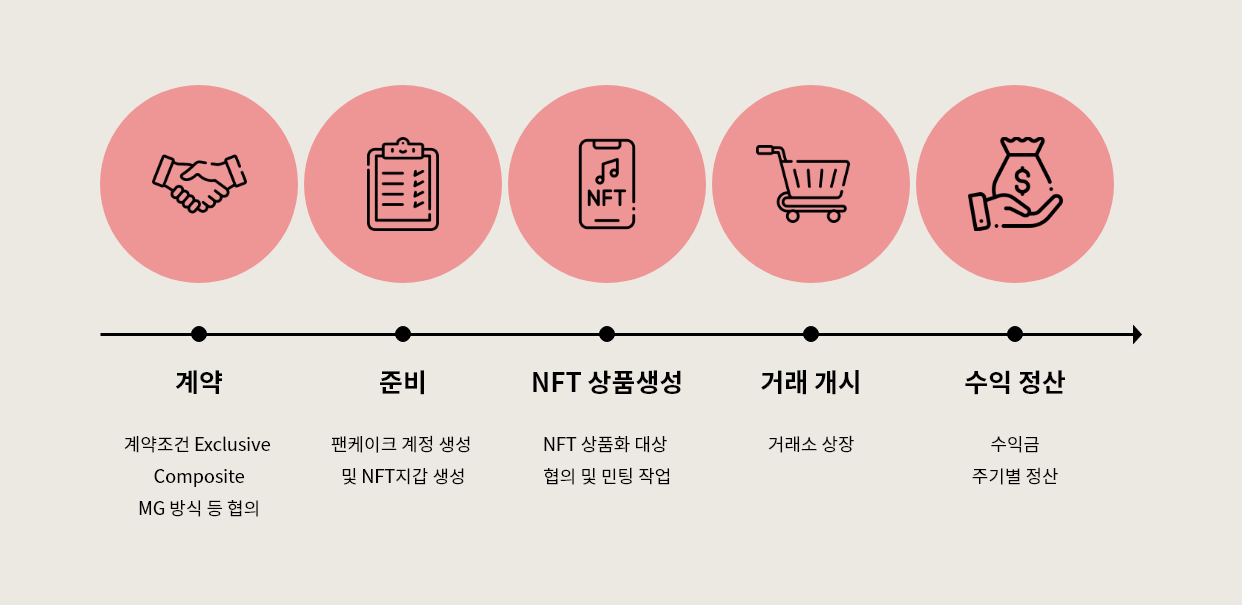 NFT
$
계약
준비
NFT 상품생성
거래 개시
수익 정산
계약조건 Exclusive
Composite
MG 방식 등 협의
팬케이크 계정 생성
및 NFT지갑 생성
NFT 상품화 대상
협의 및 민팅 작업
거래소 상장
수익금
주기별 정산